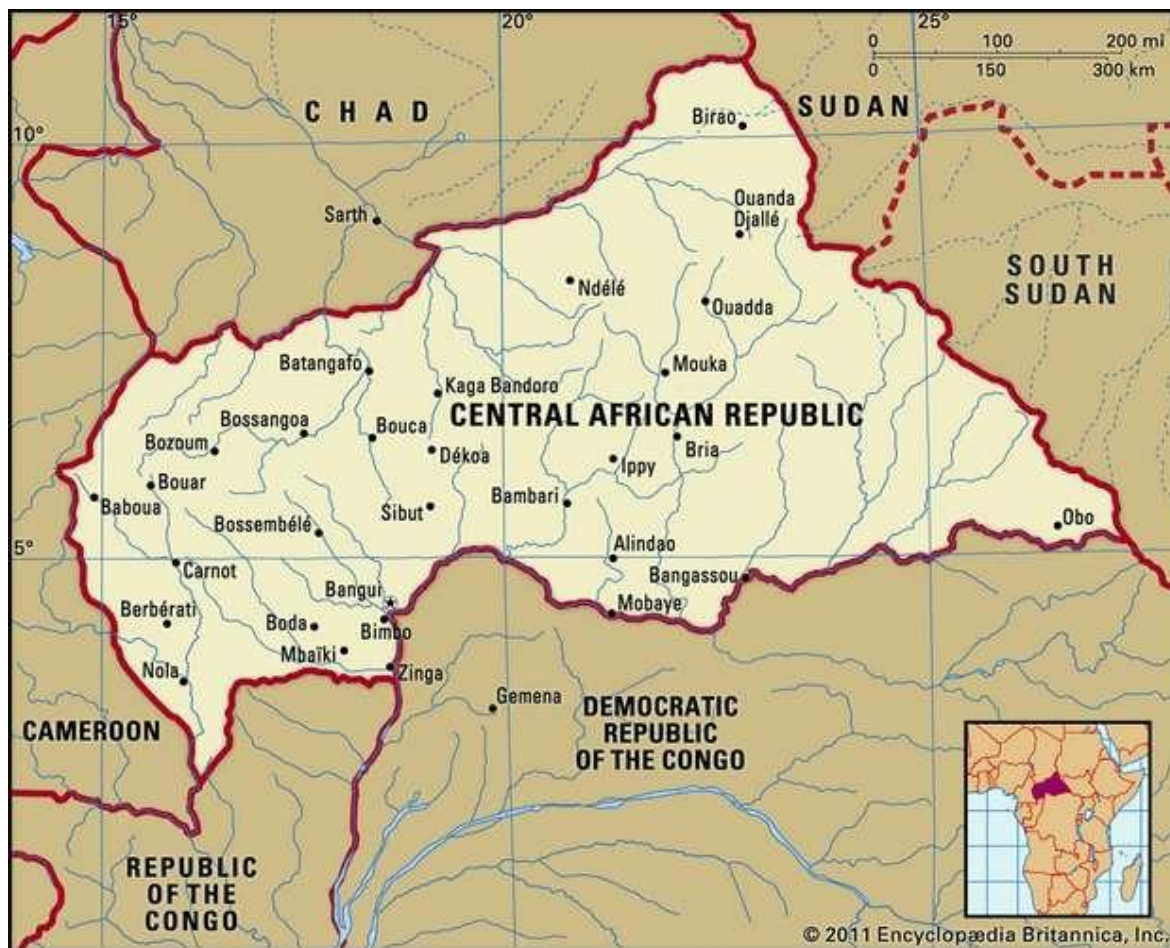 15°
20°
25°
0 100 200 mi
0 150 300 km
CHAD
SUDAN
Birao
10°
Ouanda
Djallé
Sarth
SOUTH
SUDAN
Ndélé
Ouadda
Batangafo
Mouka
Kaga Bandoro
CENTRAL AFRICAN REPUBLIC
Bossangoa
Bouca
Bozoum
Bria
Dékoa
Ippy
Bouar
Baboua
Bambari
Sibut
Obo
Bossembélé
Alindao
5°
Carnot
Bangassou
Bangui
Mobaye
Berbérati
Boda
Bimbo
Mbaïki
Zinga
Nola
Gemena
CAMEROON
DEMOCRATIC
REPUBLIC
OF THE CONGO
REPUBLIC
OF THE
CONGO
© 2011 Encyclopædia Britannica, Inc.